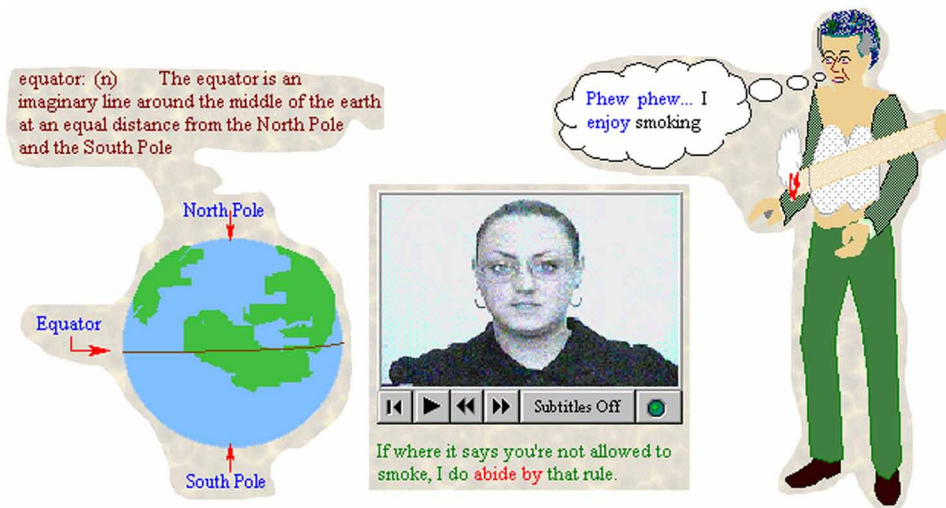 equator: (n) The equator is an
imaginary line around the middle of the earth
at an equal distance from the North Pole
and the South Pole
North Pole
Equator
South Pole
Subtitles Off
If where it says you're not allowed to
smoke, I do abide by that rule.
Phew phew... I
enjoy smoking